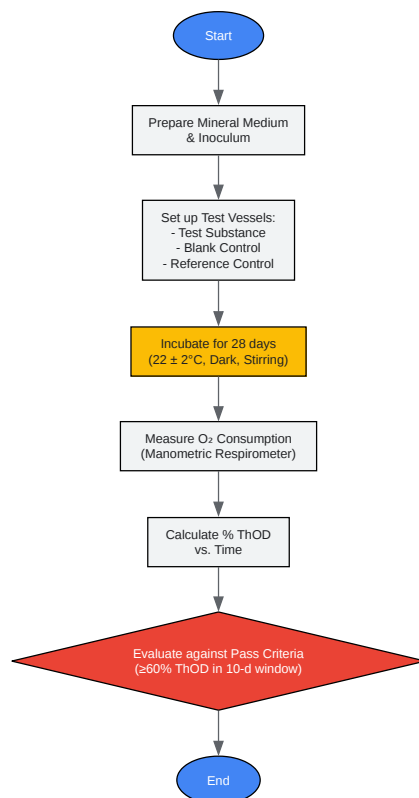 Start
Prepare Mineral Medium
& Inoculum
Set up Test Vessels:
- Test Substance
- Blank Control
- Reference Control
Incubate for 28 days
(22 ± 2°C, Dark, Stirring)
Measure O₂ Consumption
(Manometric Respirometer)
Calculate % ThOD
vs. Time
Evaluate against Pass Criteria
(≥60% ThOD in 10-d window)
End